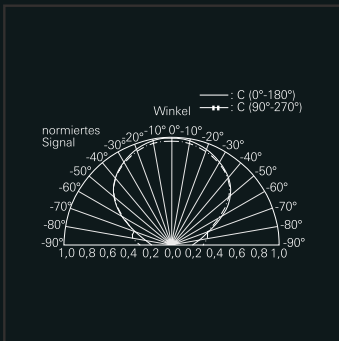 : C (0°-180°)
: C (90°-270°)
Winkel
normiertes
Signal
-10° 0° -10°
-30° -20° -20° -30°
-40° -40°
-50° -50°
-60° -60°
-70° -70°
-80° -80°
-90° -90°
1,0 0,8 0,6 0,4 0,2 0,0 0,2 0,4 0,6 0,8 1,0